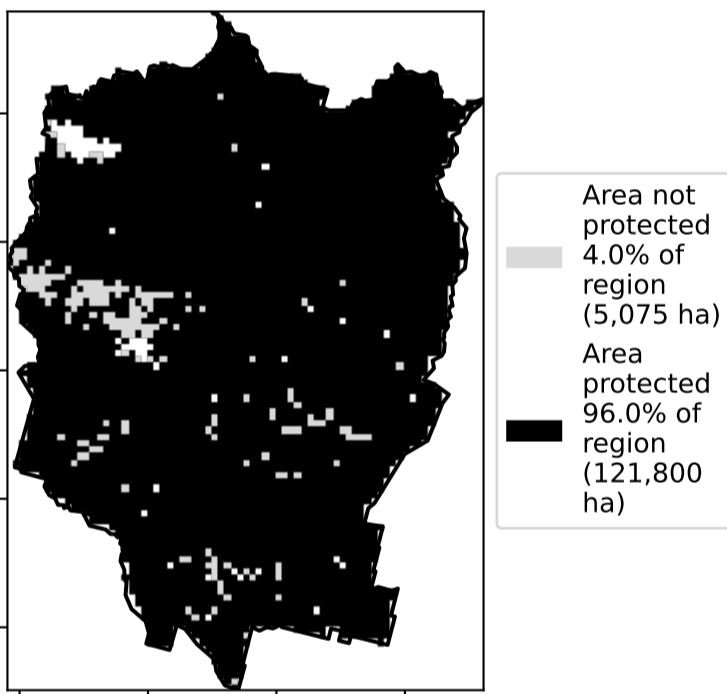 Area not
protected
4.0% of
region
(5,075 ha)
Area
protected
96.0% of
region
(121,800
ha)